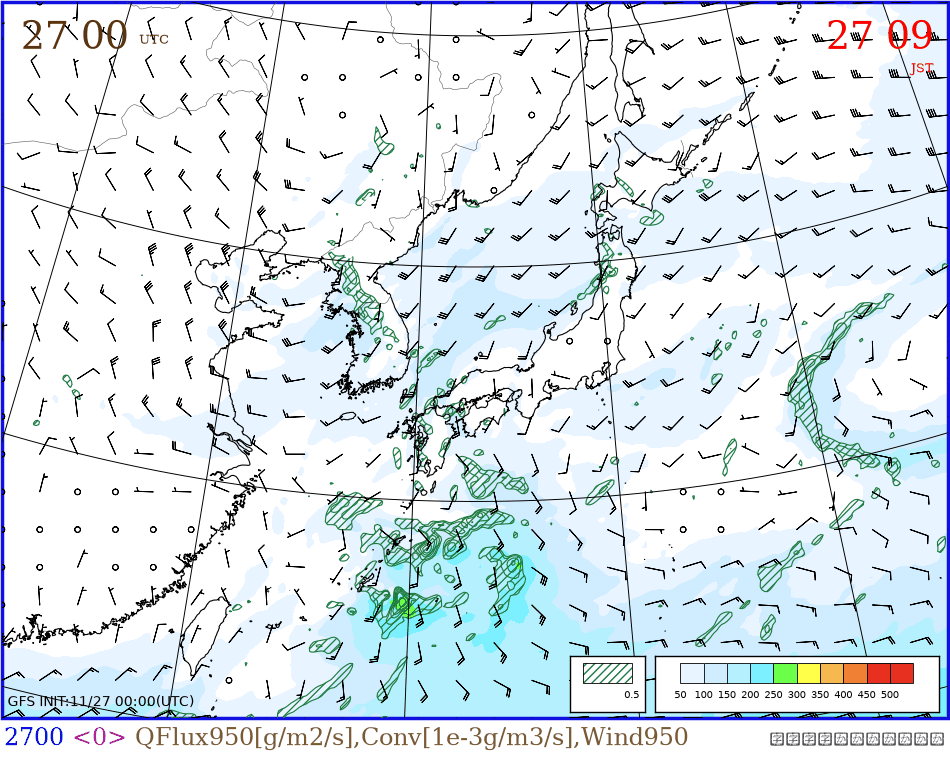 27 00 UTC
27 09
JST
0.5
50 100 150 200 250 300 350 400 450 500
GFS INIT:11/27 00:00(UTC)
2700 <0> QFlux950[g/m2/s],Conv[1e-3g/m3/s],Wind950